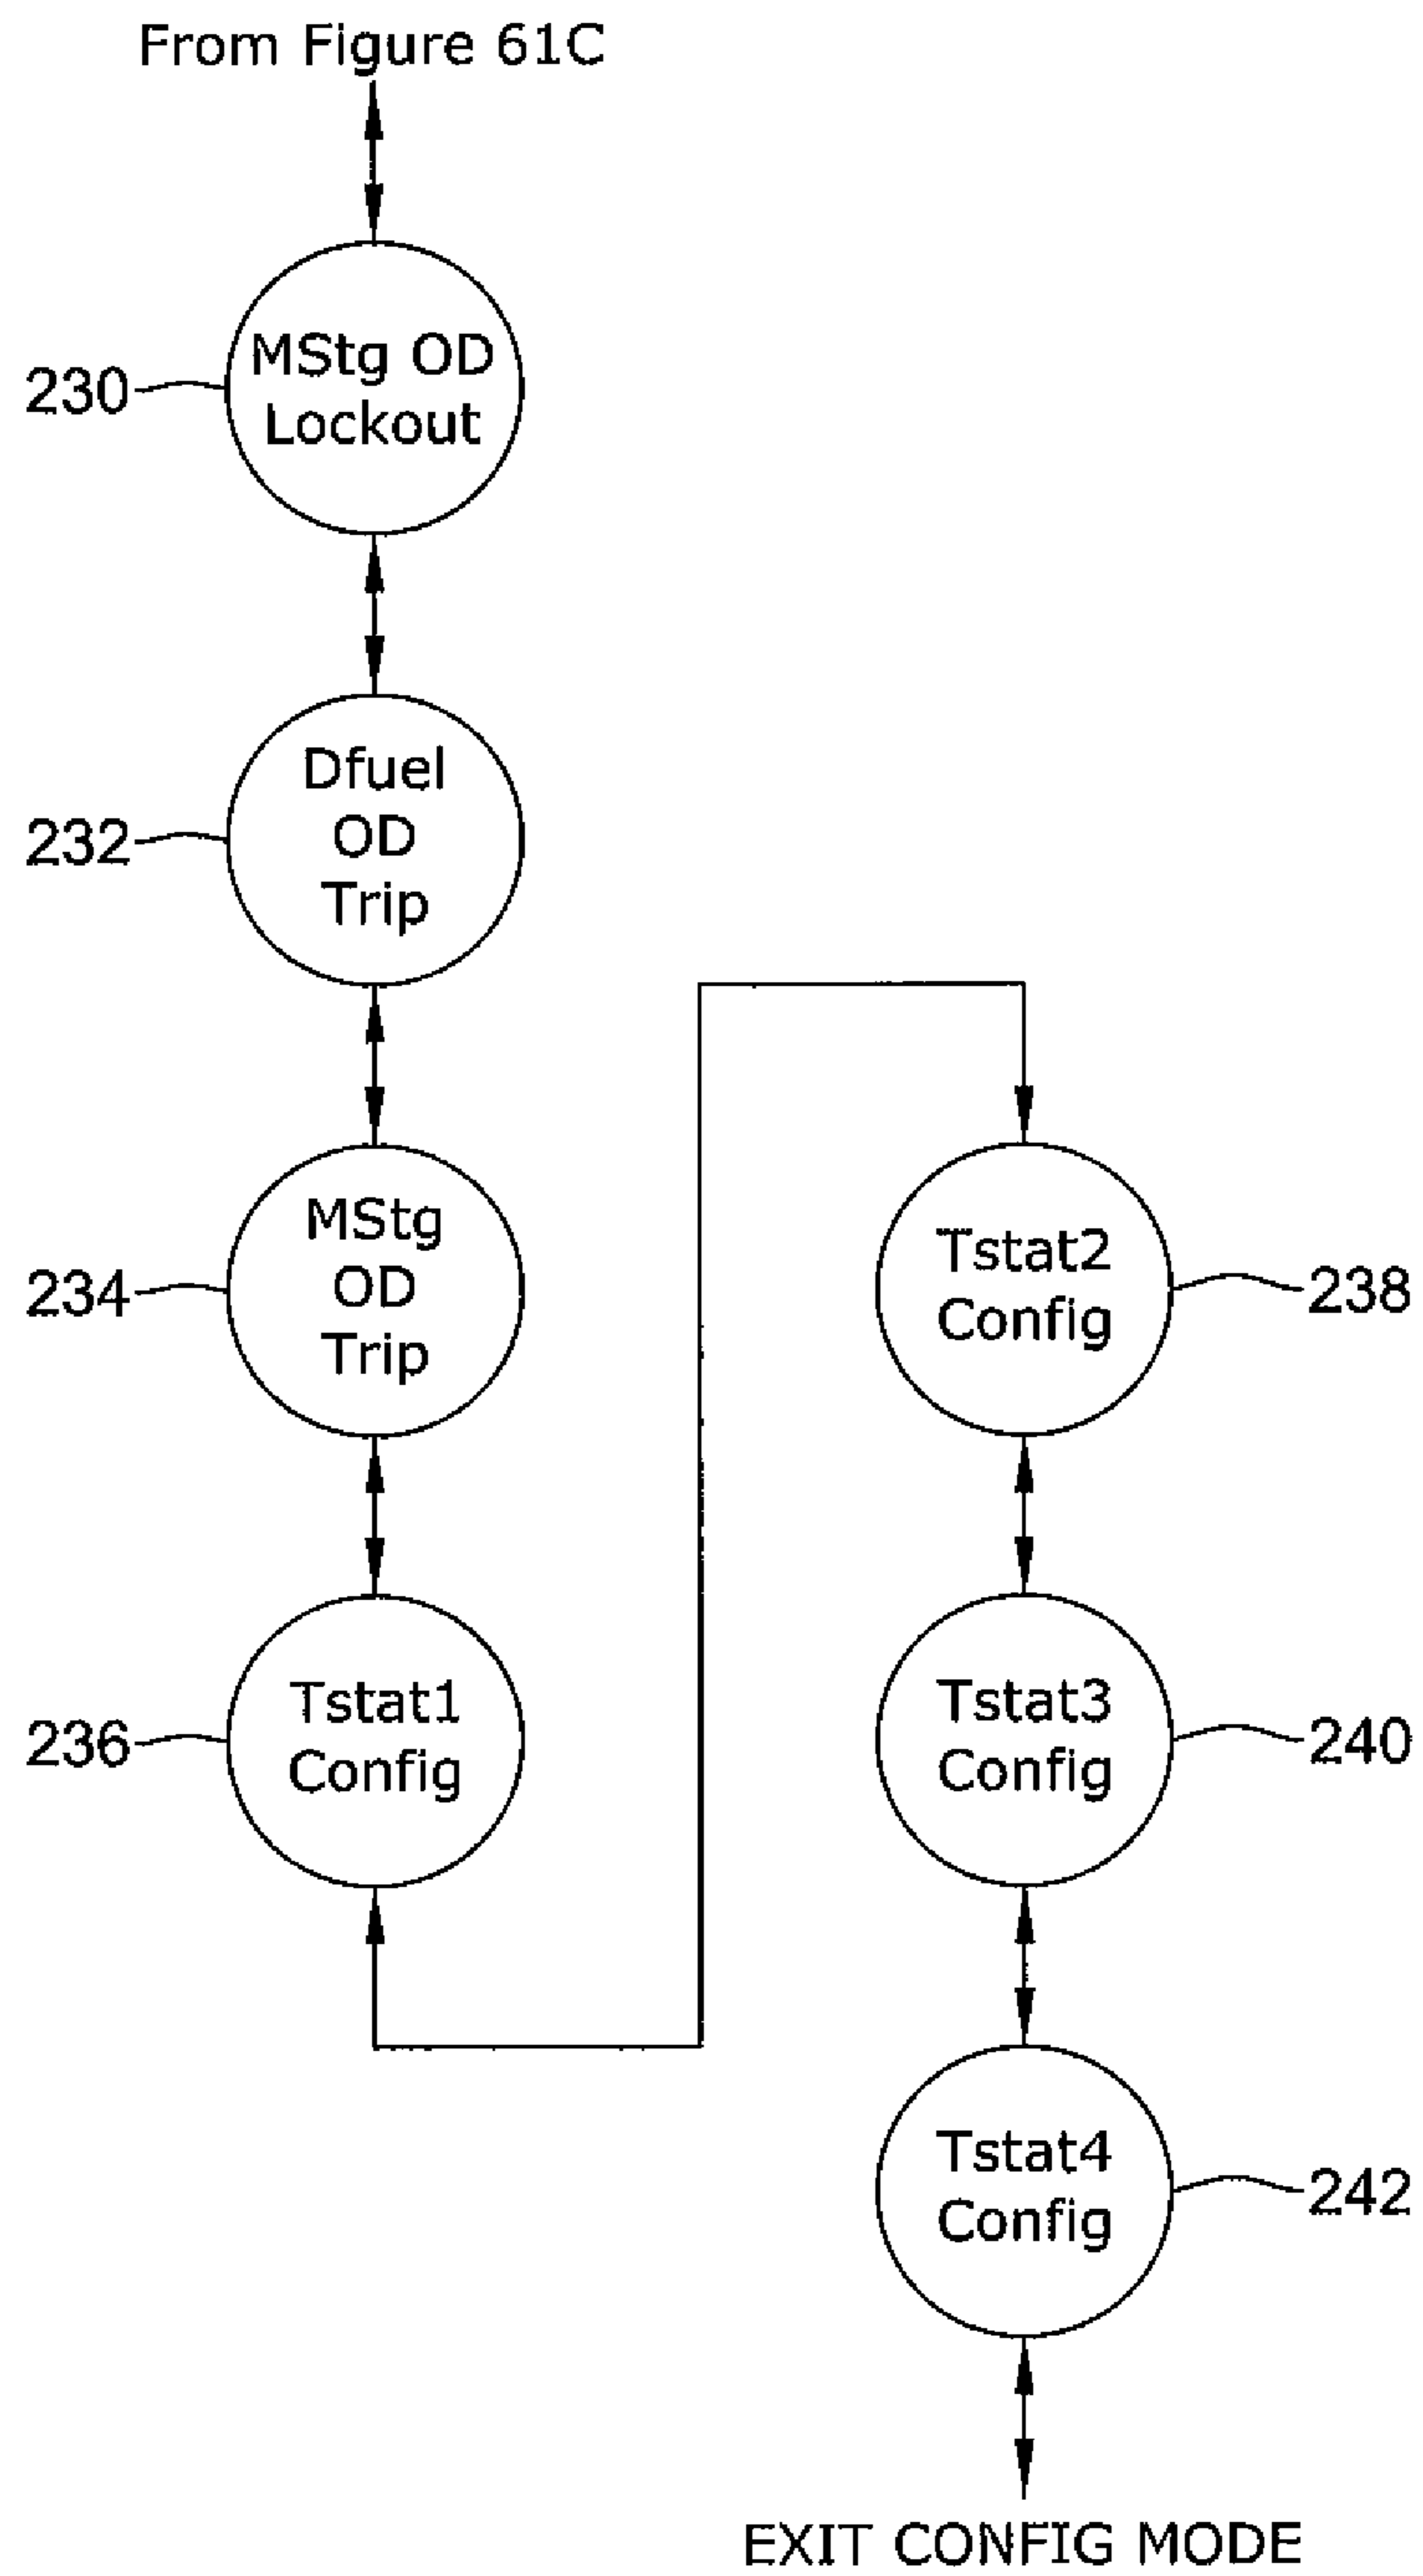 From Figure 61C
MStg OD
Lockout
230
Dfuel
OD
Trip
232
MStg
OD
Trip
234
Tstat1
Config
236
Tstat2
Config
238
Tstat3
Config
240
Tstat4
Config
242
EXIT CONFIG MODE